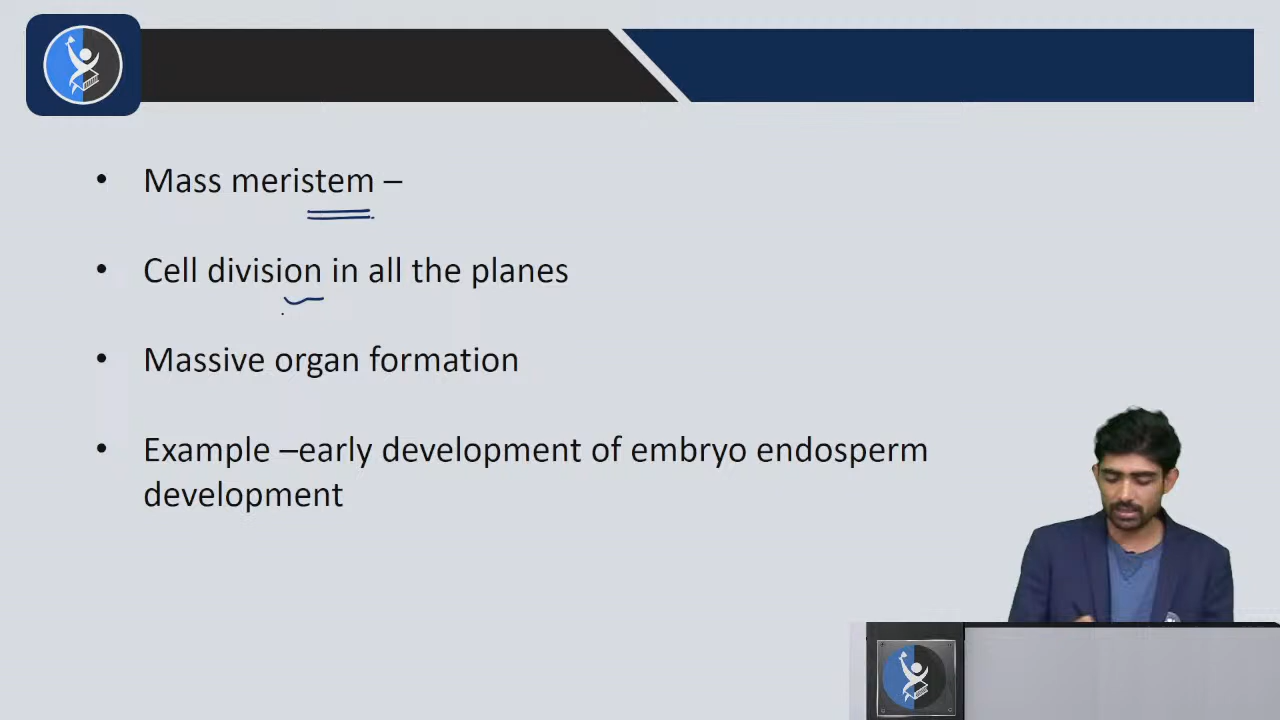 • Mass meristem –
• Cell division in all the planes
• Massive organ formation
• Example –early development of embryo endosperm
development